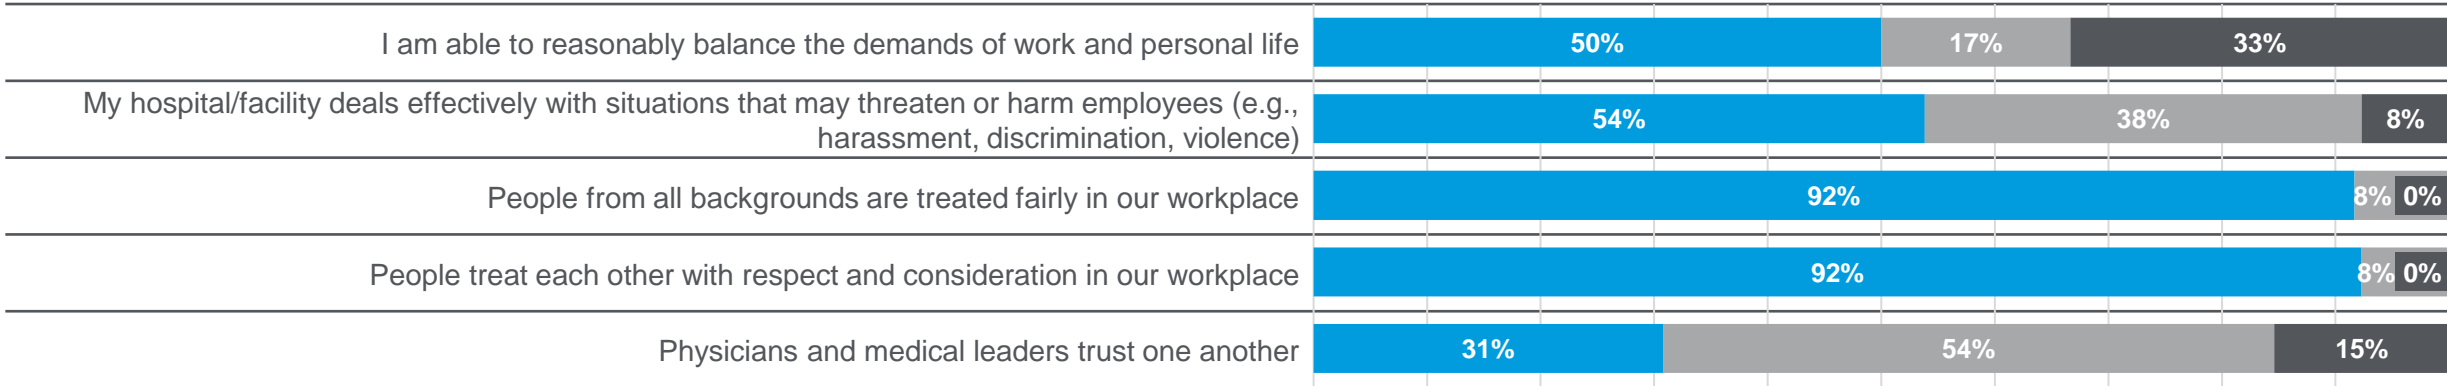 I am able to reasonably balance the demands of work and personal life 50% 17% 33%
My hospital/facility deals effectively with situations that may threaten or harm employees (e.g.,
harassment, discrimination, violence) 54% 38% 8%
People from all backgrounds are treated fairly in our workplace 92% 8% 0%
People treat each other with respect and consideration in our workplace 92% 8% 0%
Physicians and medical leaders trust one another 31% 54% 15%